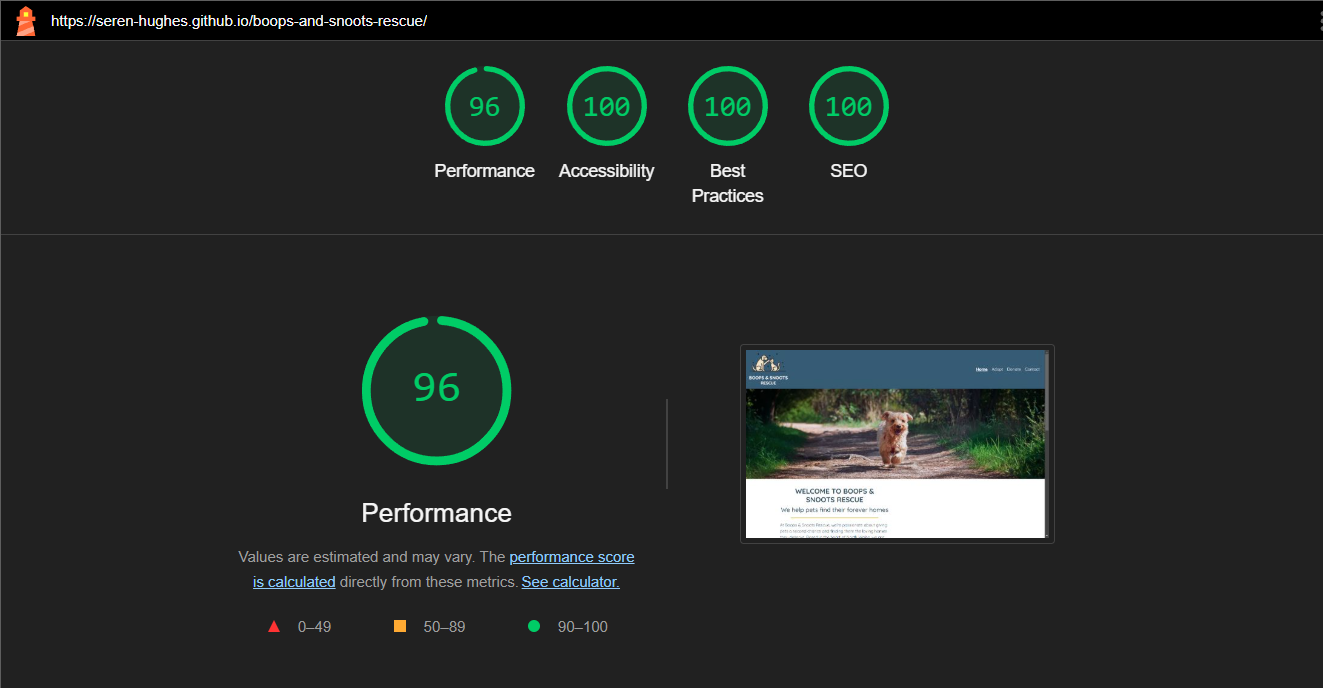 https://seren-hughes.github.io/boops-and-snoots-rescue/
96
100
100
100
Performance
Accessibility
Best
Practices
SEO
96
Performance
Values are estimated and may vary. The performance score
is calculated directly from these metrics. See calculator.
0–49
50–89
90–100
BOOPS & SNOOTS
RESCUE
Home About Donate Contact
WELCOME TO BOOPS &
SNOOTS RESCUE
We help pets find their forever homes